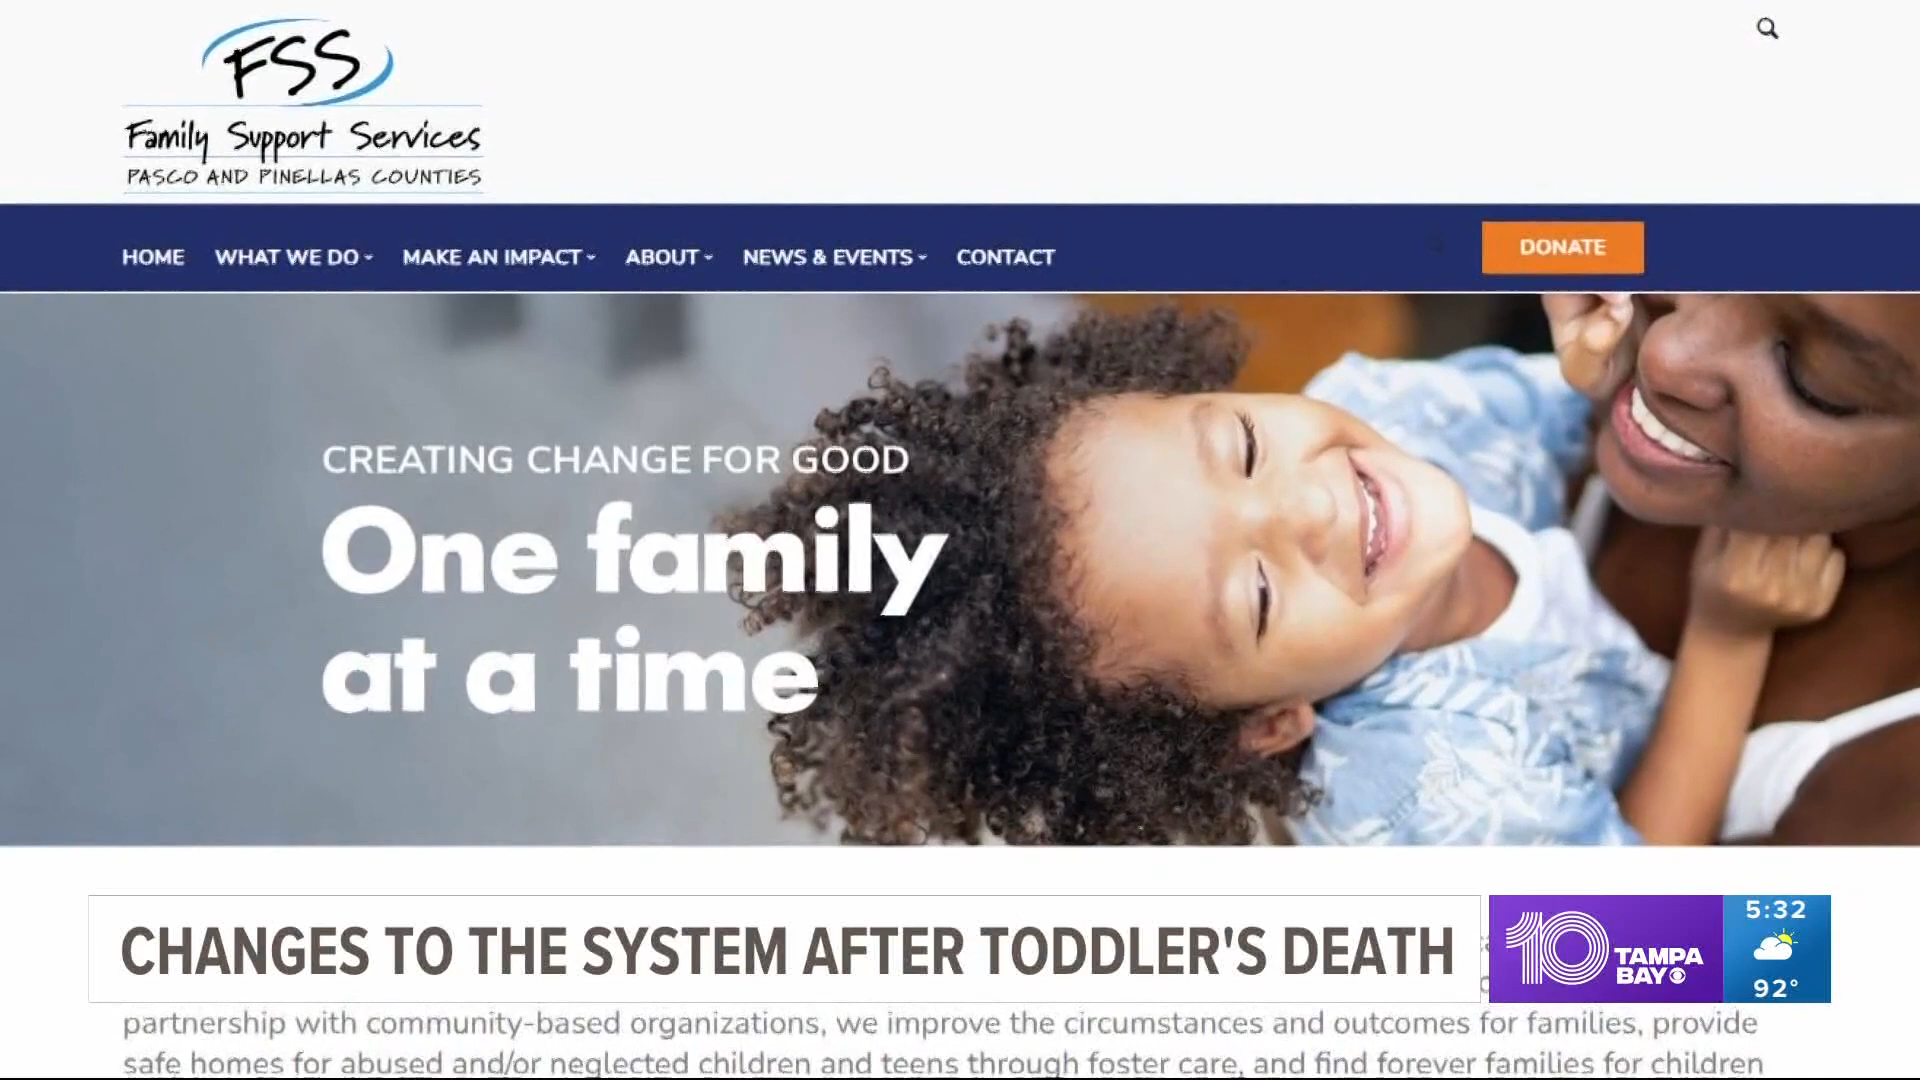 FSS
Family Support Services
PASCO AND PINELLAS COUNTIES
HOME WHAT WE DO MAKE AN IMPACT ABOUT NEWS & EVENTS CONTACT
DONATE
CREATING CHANGE FOR GOOD
One family
at a time
CHANGES TO THE SYSTEM AFTER TODDLER'S DEATH
10 TAMPA
BAY
5:32
92°
partnership with community-based organizations, we improve the circumstances and outcomes for families, provide
safe homes for abused and/or neglected children and teens through foster care, and find forever families for children